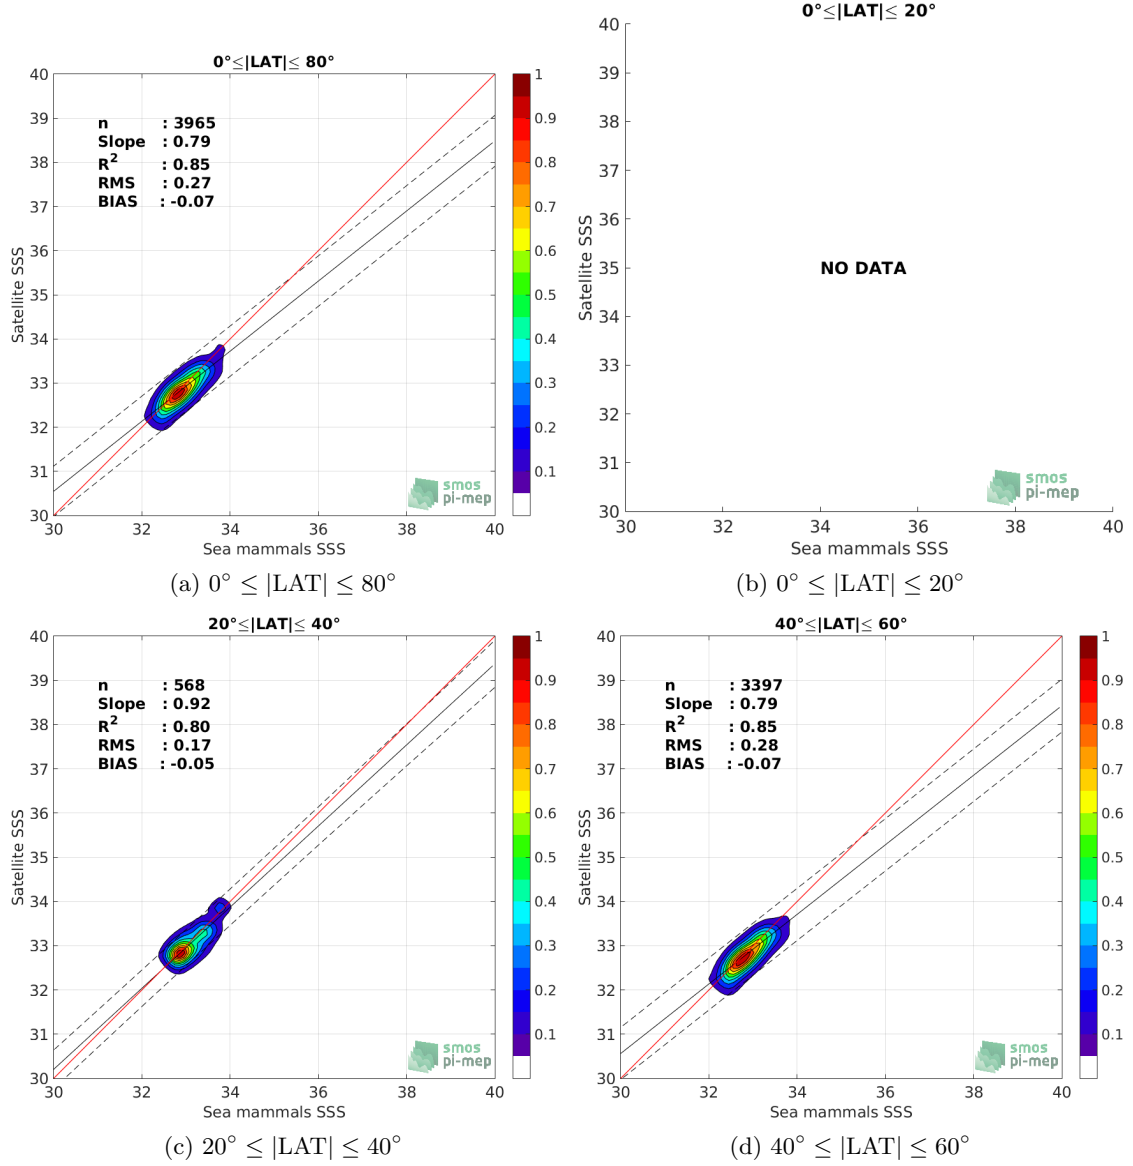 0°≤|LAT|≤ 80°
n : 3965
Slope : 0.79
R² : 0.85
RMS : 0.27
BIAS : -0.07
40
39
38
37
36
35
34
33
32
31
30
30 32 34 36 38 40
Satellite SSS
Sea mammals SSS
1
0.9
0.8
0.7
0.6
0.5
0.4
0.3
0.2
0.1
smos
pi-mep
(a) 0° ≤ |LAT| ≤ 80°
0°≤|LAT|≤ 20°
40
39
38
37
36
35
34
33
32
31
30
30 32 34 36 38 40
Satellite SSS
NO DATA
Sea mammals SSS
smos
pi-mep
(b) 0° ≤ |LAT| ≤ 20°
20°≤|LAT|≤ 40°
n : 568
Slope : 0.92
R² : 0.80
RMS : 0.17
BIAS : -0.05
40
39
38
37
36
35
34
33
32
31
30
30 32 34 36 38 40
Satellite SSS
Sea mammals SSS
1
0.9
0.8
0.7
0.6
0.5
0.4
0.3
0.2
0.1
smos
pi-mep
(c) 20° ≤ |LAT| ≤ 40°
40°≤|LAT|≤ 60°
n : 3397
Slope : 0.79
R² : 0.85
RMS : 0.28
BIAS : -0.07
40
39
38
37
36
35
34
33
32
31
30
30 32 34 36 38 40
Satellite SSS
Sea mammals SSS
1
0.9
0.8
0.7
0.6
0.5
0.4
0.3
0.2
0.1
smos
pi-mep
(d) 40° ≤ |LAT| ≤ 60°